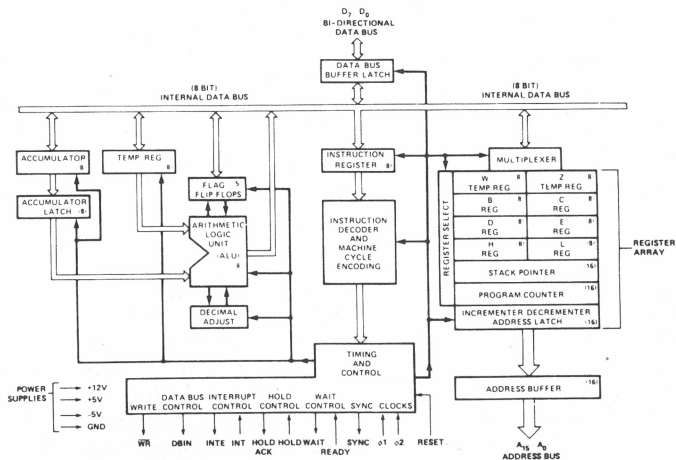 D7 D0
BI-DIRECTIONAL
DATA BUS
DATA BUS
BUFFER LATCH
(8 BIT)
INTERNAL DATA BUS
(8 BIT)
INTERNAL DATA BUS
ACCUMULATOR
8
TEMP REG
8
FLAG 5
FLIP FLOPS
ACCUMULATOR
LATCH (8)
ARITHMETIC
LOGIC
UNIT
(ALU)
8
DECIMAL
ADJUST
INSTRUCTION
REGISTER (8)
INSTRUCTION
DECODER
AND
MACHINE
CYCLE
ENCODING
MULTIPLEXER
REGISTER SELECT
W 8 Z 8
TEMP REG TEMP REG
B (8) C (8)
REG REG
D (8) E (8)
REG REG
H (8) L (8)
REG REG
STACK POINTER (16)
PROGRAM COUNTER (16)
INCREMENTER DECREMENTER
ADDRESS LATCH (16)
REGISTER
ARRAY
TIMING
AND
CONTROL
DATA BUS INTERRUPT HOLD WAIT
WRITE CONTROL CONTROL CONTROL CONTROL SYNC CLOCKS
WR DBIN INTE INT HOLD HOLD WAIT SYNC ϕ1 ϕ2 RESET
ACK READY
POWER
SUPPLIES
+12V
+5V
-5V
GND
ADDRESS BUFFER (16)
A15 A0
ADDRESS BUS